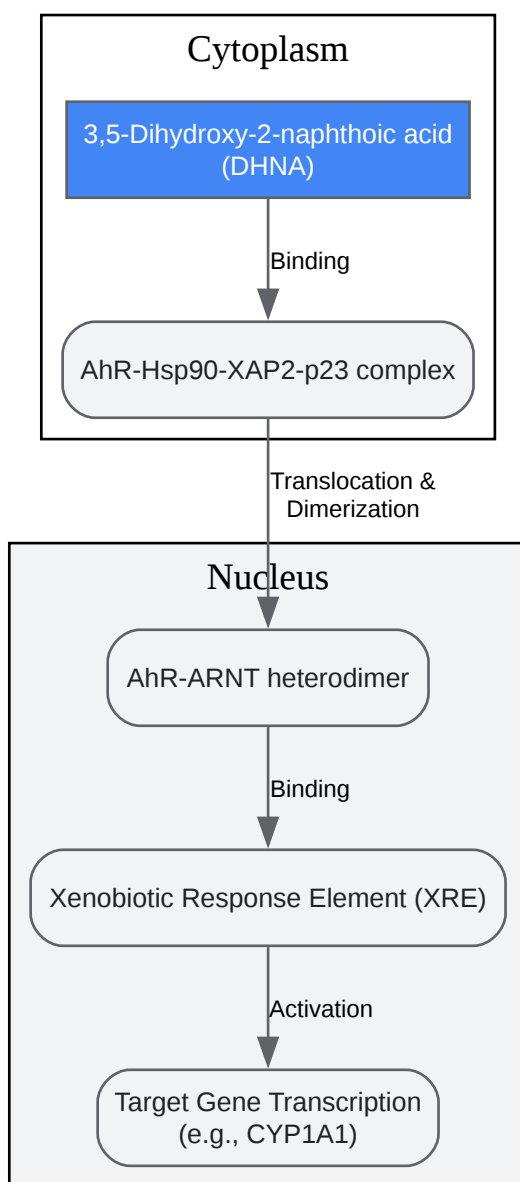 Cytoplasm
3,5-Dihydroxy-2-naphthoic acid
(DHNA)
Binding
AhR-Hsp90-XAP2-p23 complex
Translocation &
Dimerization
Nucleus
AhR-ARNT heterodimer
Binding
Xenobiotic Response Element (XRE)
Activation
Target Gene Transcription
(e.g., CYP1A1)